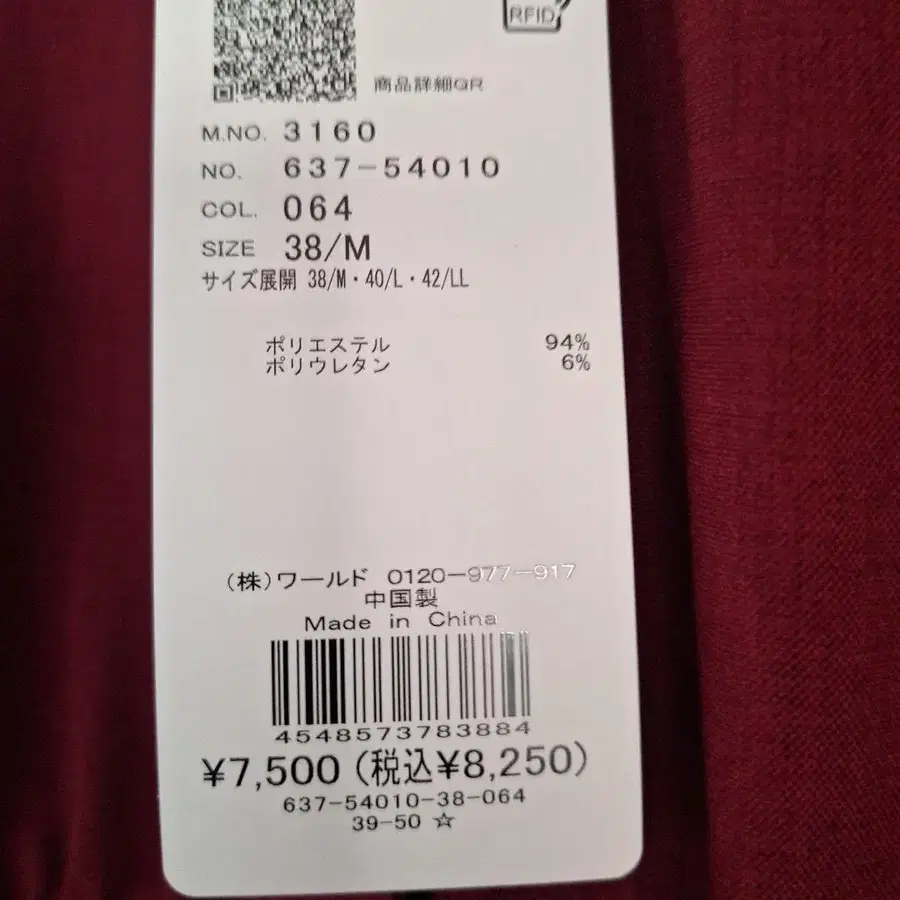 RFID
商品詳細QR
M.NO. 3160
NO. 637-54010
COL. 064
SIZE 38/M
サイズ展開 38/M・40/L・42/LL
ポリエステル 94%
ポリウレタン 6%
(株)ワールド 0120-977-917
中国製
Made in China
4548573783884
¥7,500(税込¥8,250)
637-54010-38-064
39-50 ☆